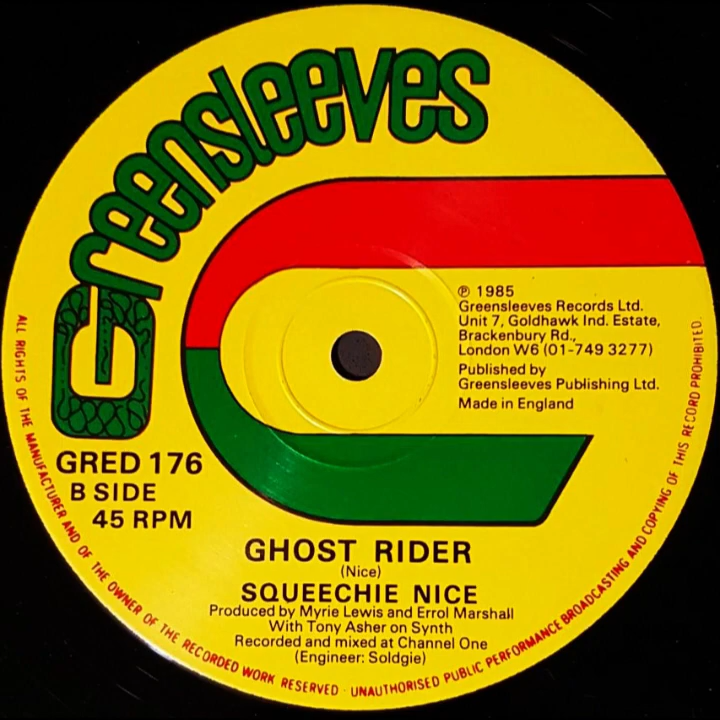 Greensleeves
G
℗ 1985
Greensleeves Records Ltd.
Unit 7, Goldhawk Ind. Estate,
Brackenbury Rd.,
London W6 (01-749 3277)
Published by
Greensleeves Publishing Ltd.
Made in England
GRED 176
B SIDE
45 RPM
GHOST RIDER
(Nice)
SQUEECHIE NICE
Produced by Myrie Lewis and Errol Marshall
With Tony Asher on Synth
Recorded and mixed at Channel One
(Engineer: Soldgie)
ALL RIGHTS OF THE MANUFACTURER AND OF THE OWNER OF THE RECORDED WORK RESERVED · UNAUTHORISED PUBLIC PERFORMANCE BROADCASTING AND COPYING OF THIS RECORD PROHIBITED.